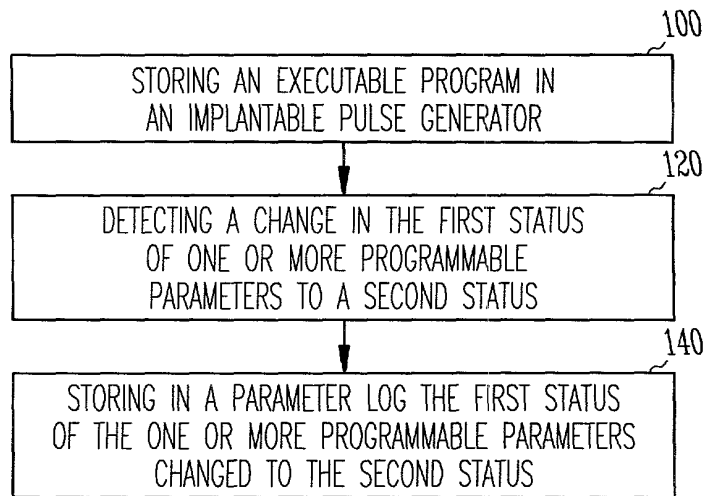 100
STORING AN EXECUTABLE PROGRAM IN
AN IMPLANTABLE PULSE GENERATOR
120
DETECTING A CHANGE IN THE FIRST STATUS
OF ONE OR MORE PROGRAMMABLE
PARAMETERS TO A SECOND STATUS
140
STORING IN A PARAMETER LOG THE FIRST STATUS
OF THE ONE OR MORE PROGRAMMABLE PARAMETERS
CHANGED TO THE SECOND STATUS